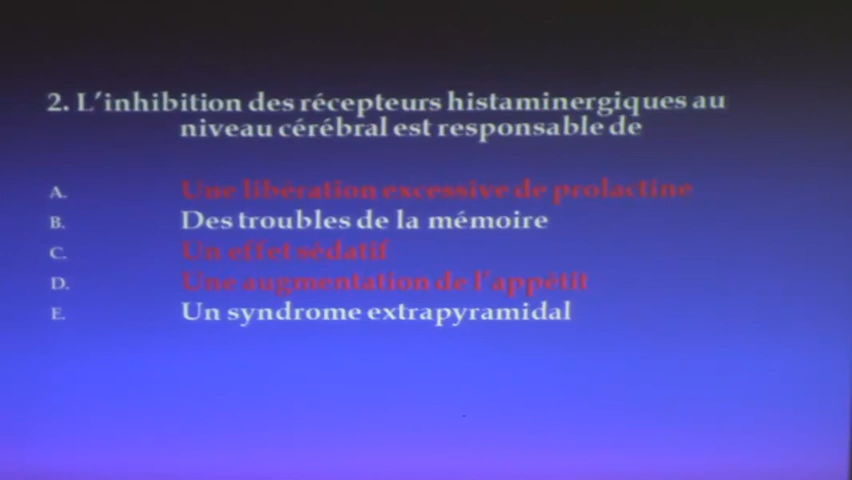 2. L'inhibition des récepteurs histaminergiques au
niveau cérébral est responsable de
A. Une libération excessive de prolactine
B. Des troubles de la mémoire
C. Un effet sédatif
D. Une augmentation de l'appétit
E. Un syndrome extrapyramidal